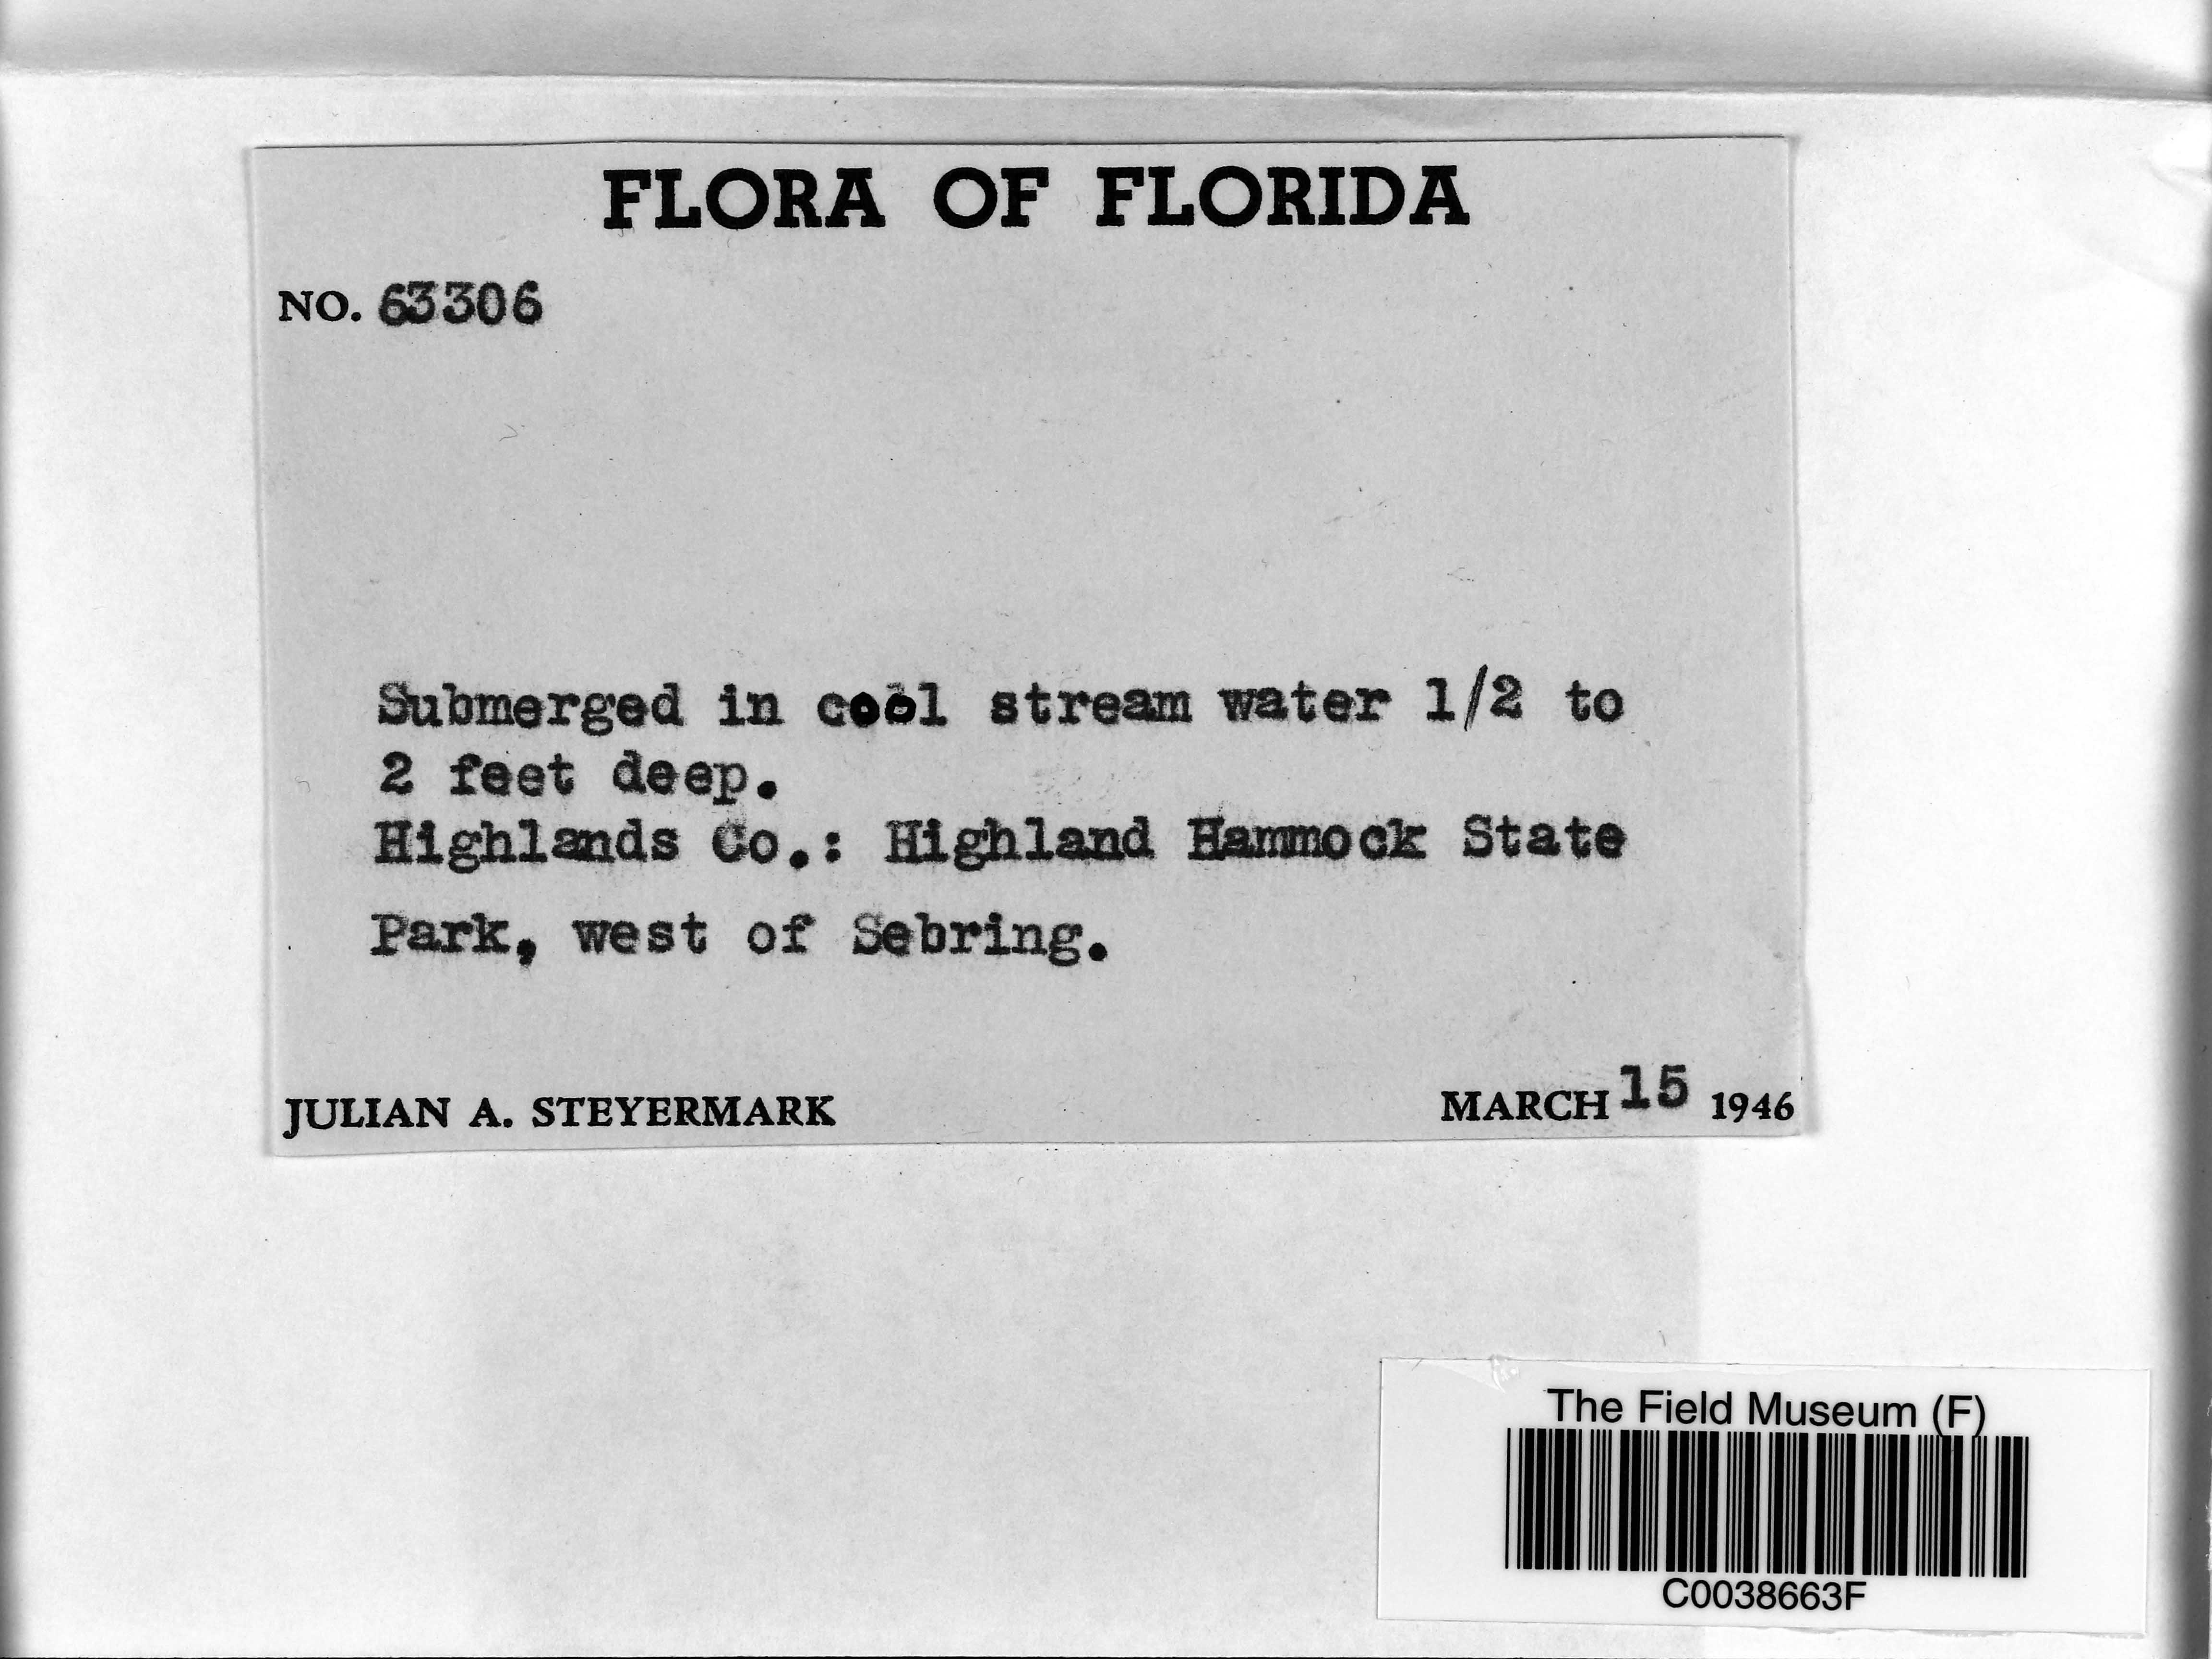 FLORA OF FLORIDA
NO. 63306
Submerged in cool stream water 1/2 to
2 feet deep.
Highlands Co.: Highland Hammock State
Park, west of Sebring.
JULIAN A. STEYERMARK MARCH 15 1946
The Field Museum (F)
C0038663F